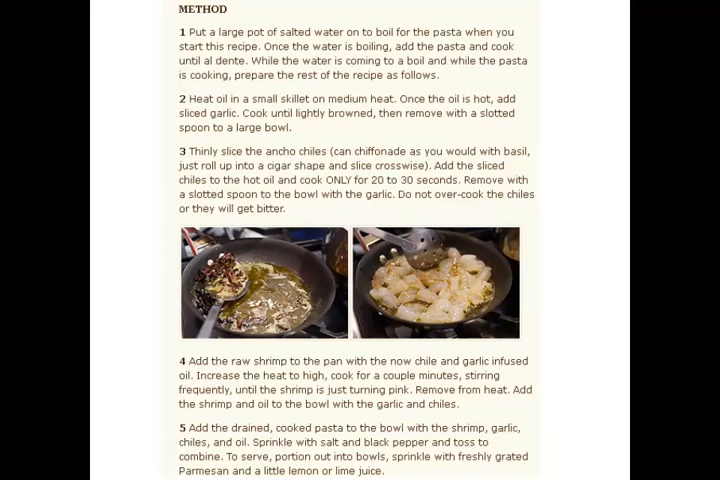 METHOD
1 Put a large pot of salted water on to boil for the pasta when you
start this recipe. Once the water is boiling, add the pasta and cook
until al dente. While the water is coming to a boil and while the pasta
is cooking, prepare the rest of the recipe as follows.
2 Heat oil in a small skillet on medium heat. Once the oil is hot, add
sliced garlic. Cook until lightly browned, then remove with a slotted
spoon to a large bowl.
3 Thinly slice the ancho chiles (can chiffonade as you would with basil,
just roll up into a cigar shape and slice crosswise). Add the sliced
chiles to the hot oil and cook ONLY for 20 to 30 seconds. Remove with
a slotted spoon to the bowl with the garlic. Do not over-cook the chiles
or they will get bitter.
4 Add the raw shrimp to the pan with the now chile and garlic infused
oil. Increase the heat to high, cook for a couple minutes, stirring
frequently, until the shrimp is just turning pink. Remove from heat. Add
the shrimp and oil to the bowl with the garlic and chiles.
5 Add the drained, cooked pasta to the bowl with the shrimp, garlic,
chiles, and oil. Sprinkle with salt and black pepper and toss to
combine. To serve, portion out into bowls, sprinkle with freshly grated
Parmesan and a little lemon or lime juice.